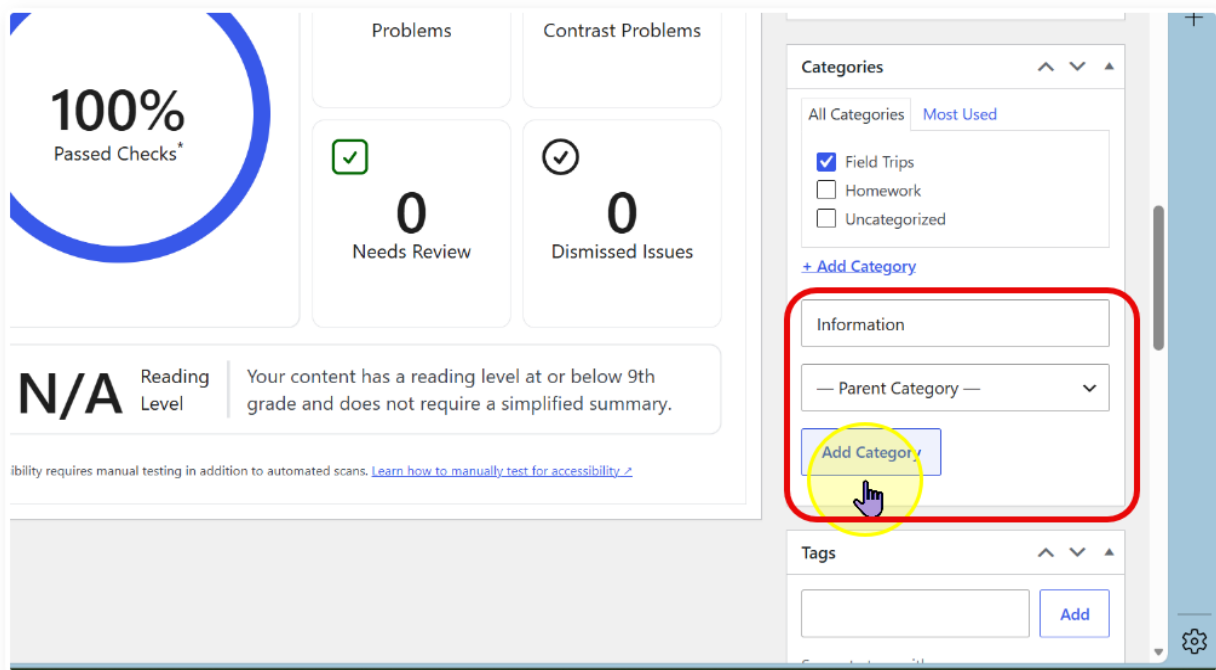 Problems
Contrast Problems
100%
Passed Checks*
0
Needs Review
0
Dismissed Issues
N/A
Reading
Level
Your content has a reading level at or below 9th
grade and does not require a simplified summary.
ibility requires manual testing in addition to automated scans. Learn how to manually test for accessibility
Categories
All Categories Most Used
Field Trips
Homework
Uncategorized
+ Add Category
Information
— Parent Category —
Add Category
Tags
Add